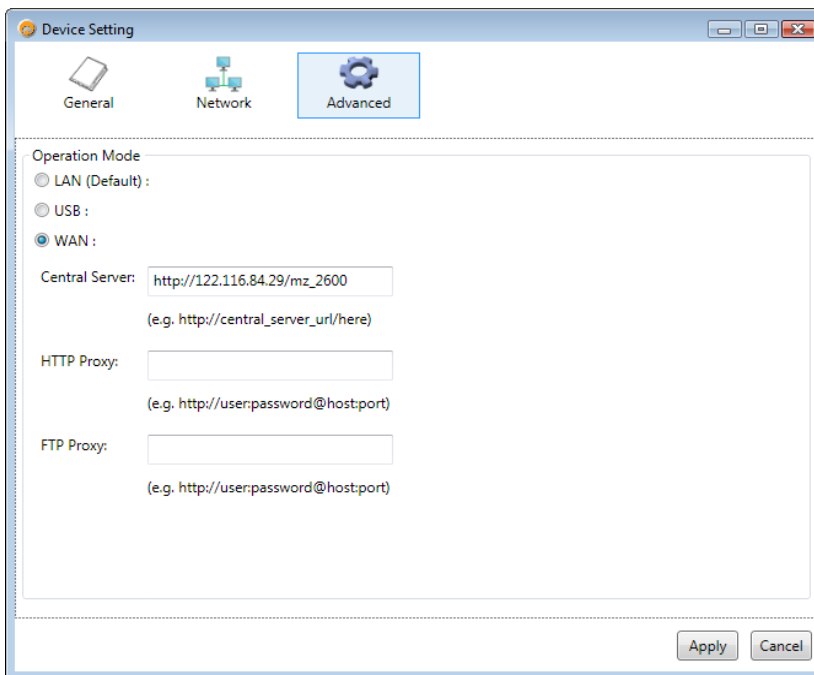 Device Setting
General Network Advanced
Operation Mode
LAN (Default) :
USB :
WAN :
Central Server: http://122.116.84.29/mz_2600
(e.g. http://central_server_url/here)
HTTP Proxy:
(e.g. http://user:password@host:port)
FTP Proxy:
(e.g. http://user:password@host:port)
Apply Cancel